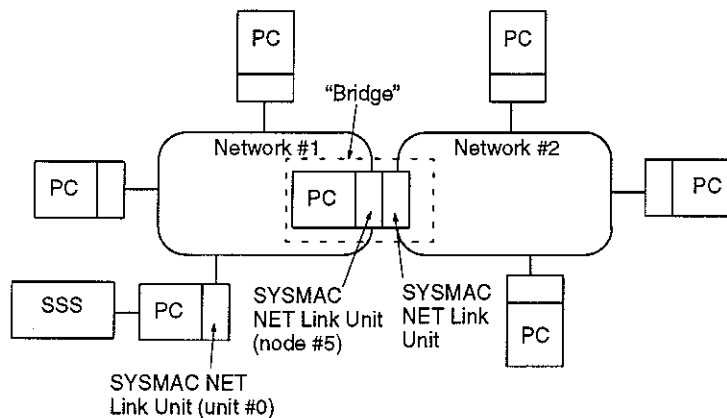 PC
PC
“Bridge”
Network #1
Network #2
PC
PC
PC
SSS
PC
SYSMAC
NET Link Unit
(node #5)
SYSMAC
NET Link
Unit
PC
SYSMAC NET
Link Unit (unit #0)